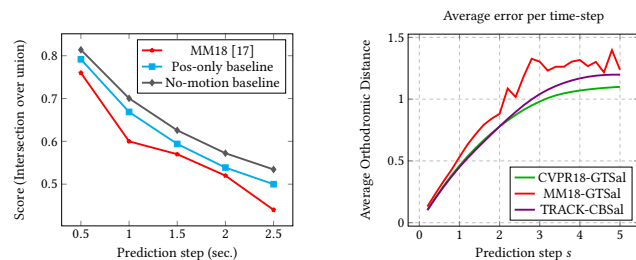 MM18 [17]
Pos-only baseline
No-motion baseline
0.8
0.7
0.6
0.5
0.5
1
1.5
2
2.5
Score (Intersection over union)
Prediction step (sec.)
Average error per time-step
1.5
1
0.5
0
0
1
2
3
4
5
CVPR18-GTSal
MM18-GTSal
TRACK-CBSal
Average Orthodromic Distance
Prediction step s